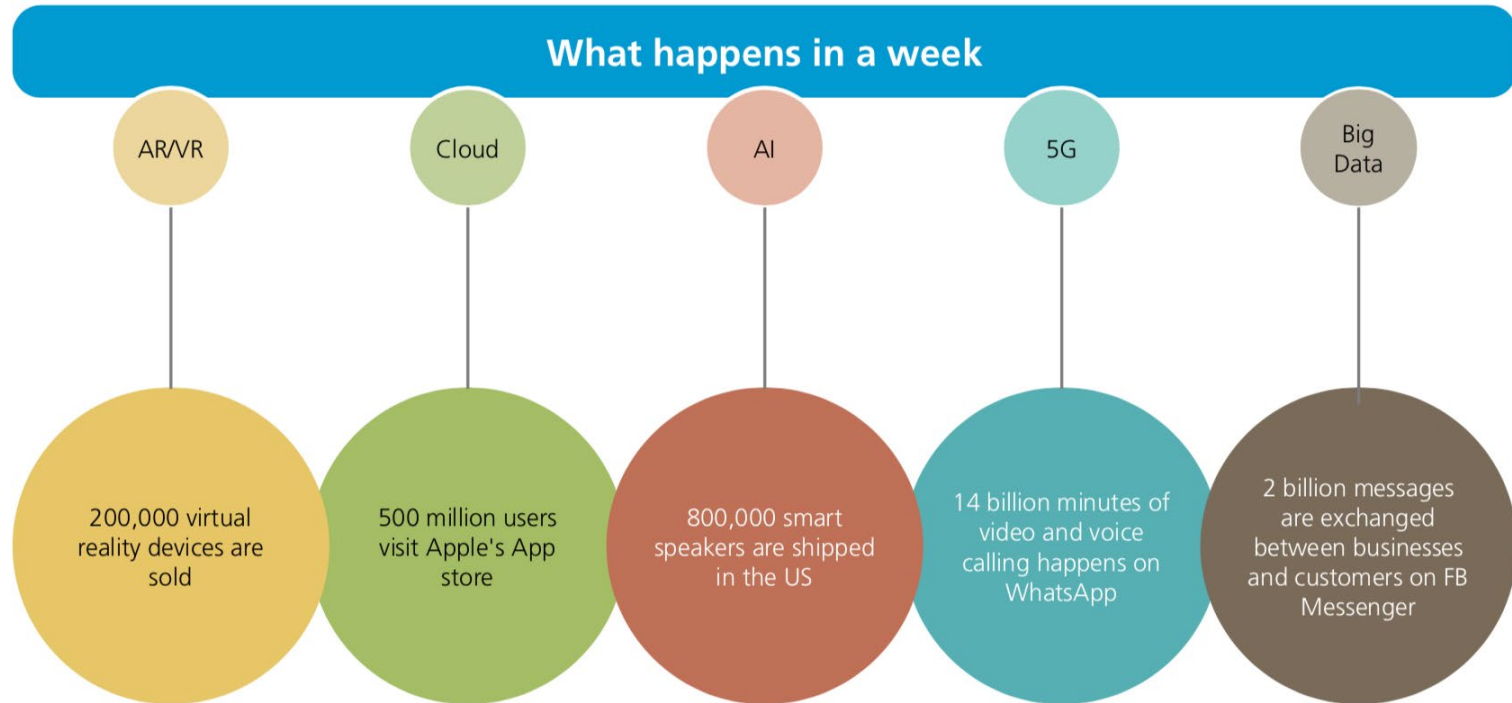 What happens in a week
AR/VR
Cloud
AI
5G
Big
Data
200,000 virtual
reality devices are
sold
500 million users
visit Apple's App
store
800,000 smart
speakers are shipped
in the US
14 billion minutes of
video and voice
calling happens on
WhatsApp
2 billion messages
are exchanged
between businesses
and customers on FB
Messenger